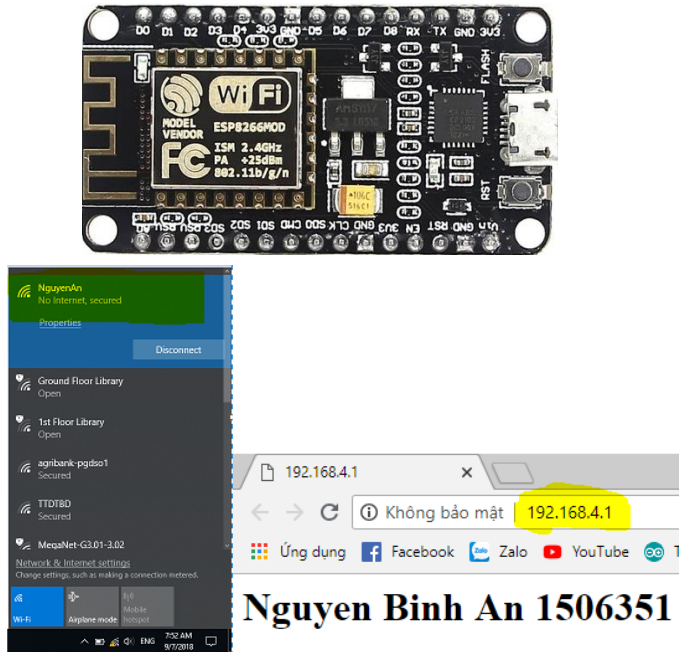 D0 D1 D2 D3 D4 3V3 GND D5 D6 D7 D8 RX TX GND 3V3
FLASH
WiFi
MODEL
VENDOR
ESP8266MOD
ISM 2.4GHz
PA +25dBm
802.11b/g/n
FC
AMS1117
RST
A0 RSV RSV SD3 SD2 SD1 CMD SD0 CLK GND 3V3 EN RST GND Vin
NguyenAn
No Internet, secured
Properties
Disconnect
Ground Floor Library
Open
1st Floor Library
Open
agribank-pgdso1
Secured
TTDTBD
Secured
MegaNet-G3.01-3.02
Network & Internet settings
Change settings, such as making a connection metered.
Wi-Fi
Airplane mode
Mobile
hotspot
ENG
7:52 AM
9/7/2018
192.168.4.1
Không bảo mật
192.168.4.1
Ứng dụng
Facebook
Zalo
YouTube
Nguyen Binh An 1506351